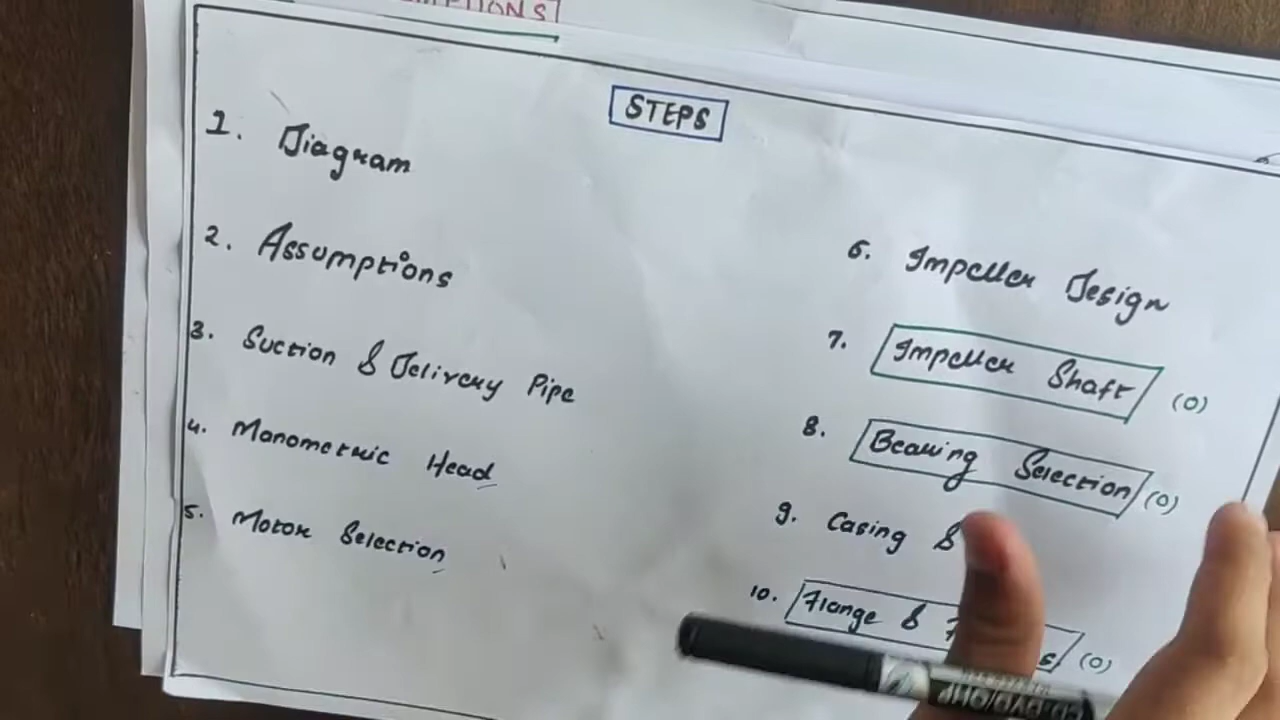 STEPS
1. Diagram
2. Assumptions
3. Suction & Delivery Pipe
4. Manometric Head
5. Motor Selection
6. Impeller Design
7. Impeller Shaft (0)
8. Bearing Selection (0)
9. Casing &
10. Flange & (0)